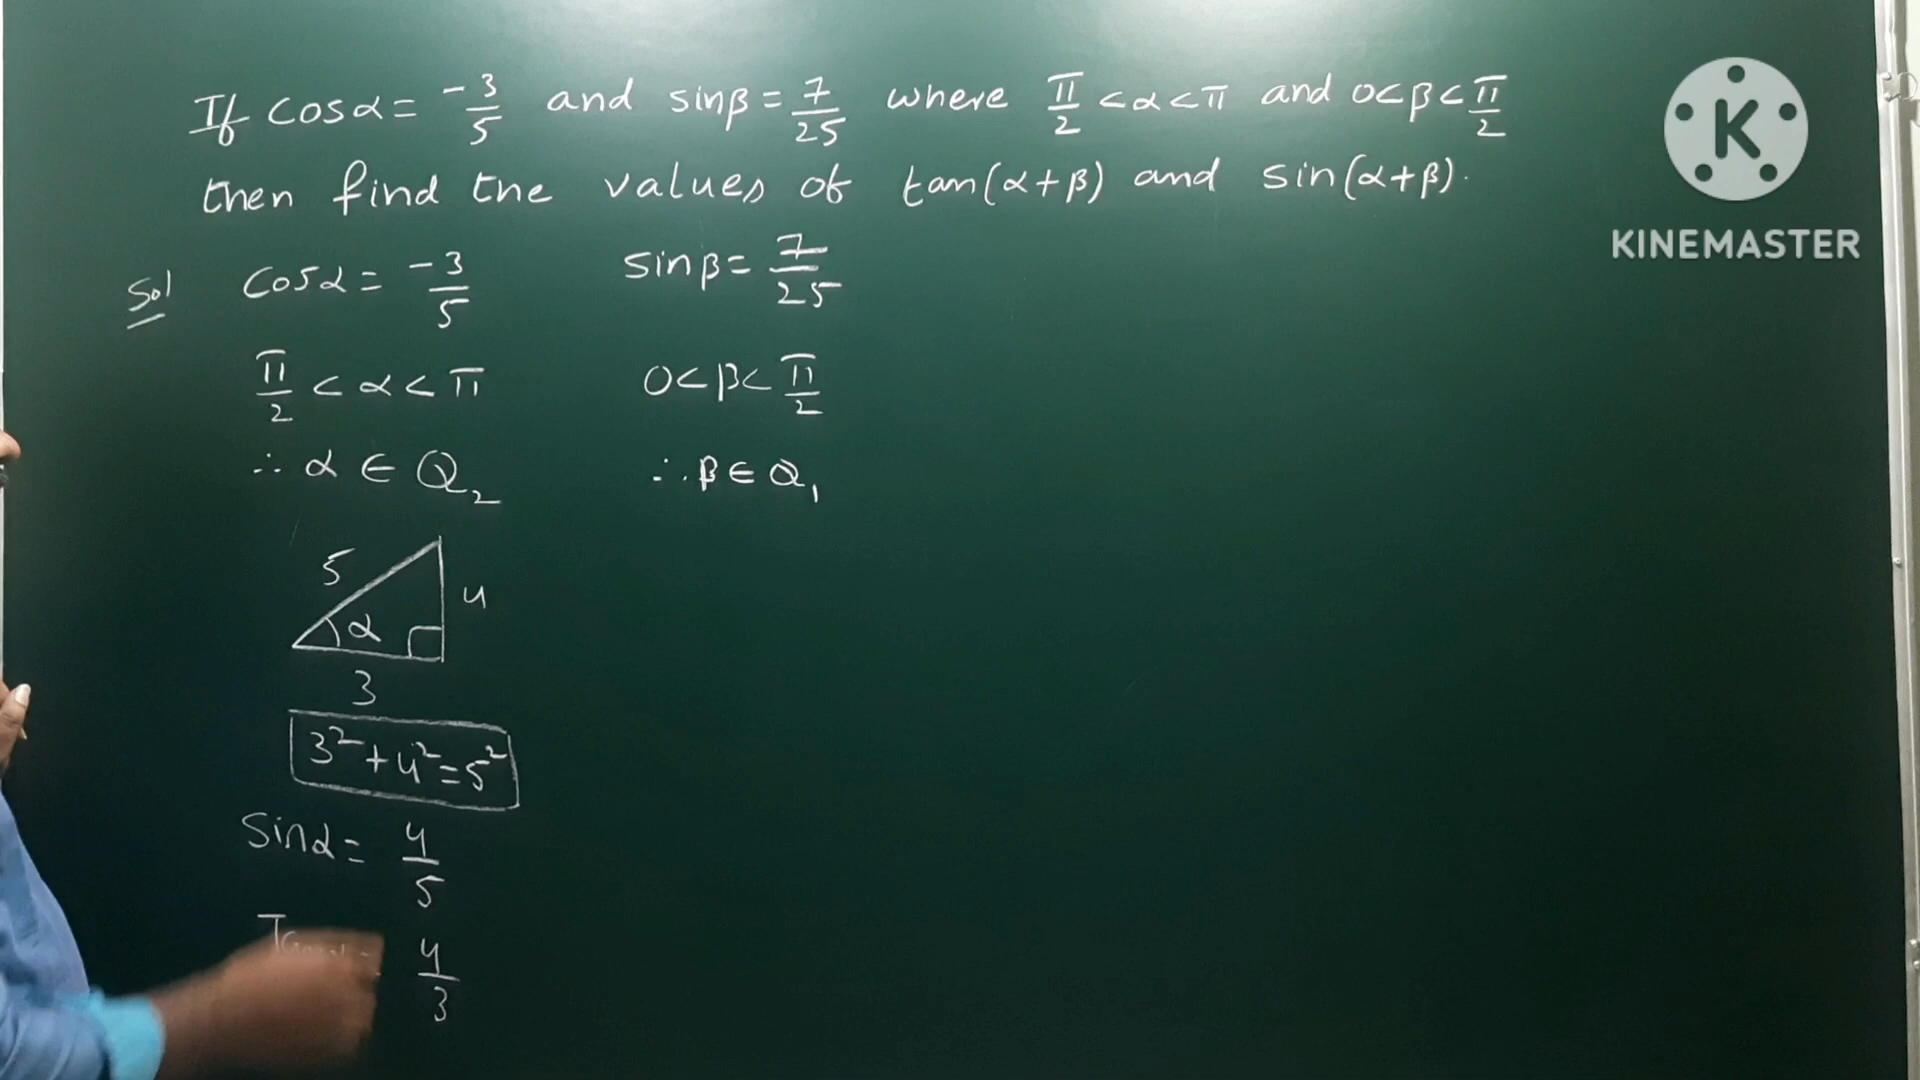 If cosα = -3/5 and sinβ = 7/25 where π/2 < α < π and 0 < β < π/2
then find the values of tan(α+β) and sin(α+β).
Sol
cosα = -3/5
sinβ = 7/25
π/2 < α < π
0 < β < π/2
∴ α ∈ Q₂
∴ β ∈ Q₁
5
4
α
3
3² + 4² = 5²
Sinα = 4/5
4/3
K
KINEMASTER